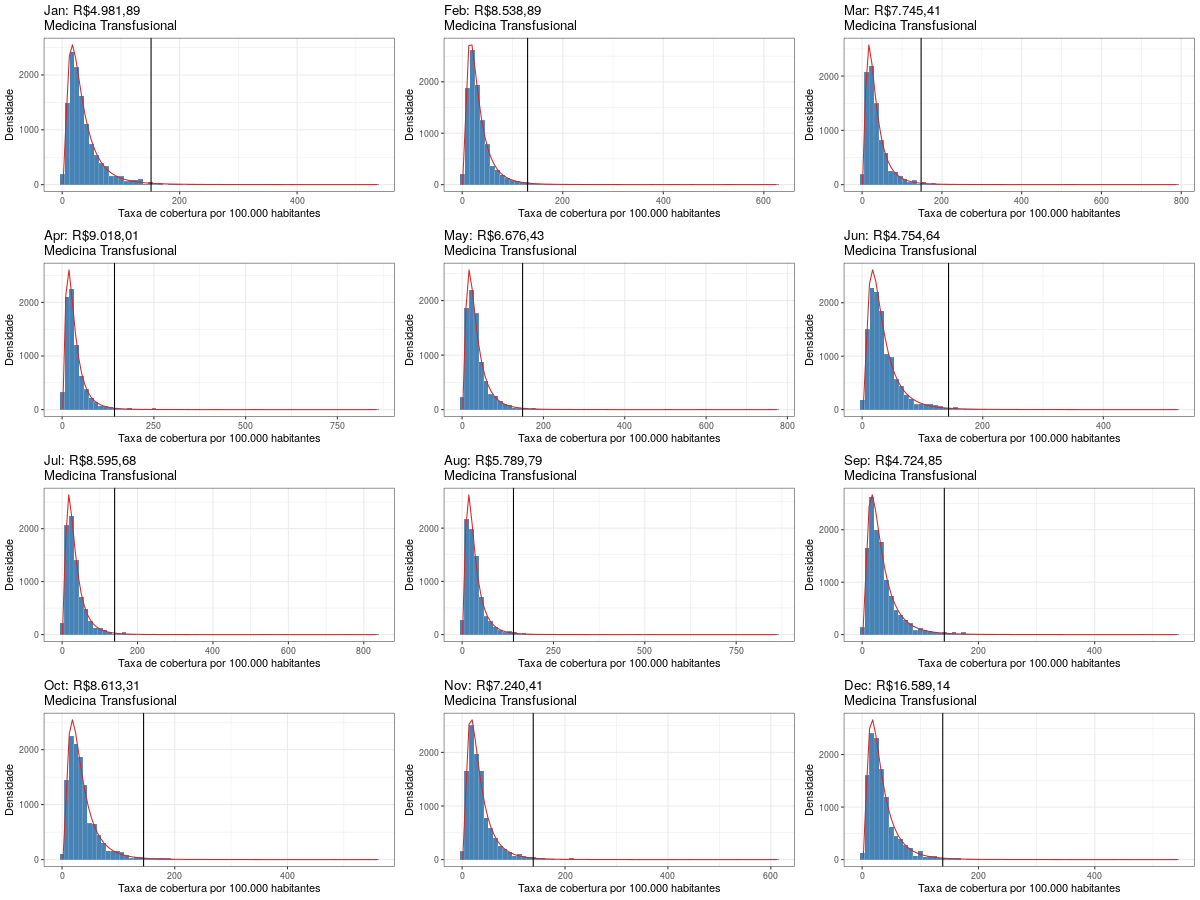 Jan: R$4.981,89
Medicina Transfusional
Densidade
2000
1000
0
0
200
400
Taxa de cobertura por 100.000 habitantes
Feb: R$8.538,89
Medicina Transfusional
Densidade
2000
1000
0
0
200
400
600
Taxa de cobertura por 100.000 habitantes
Mar: R$7.745,41
Medicina Transfusional
Densidade
2000
1000
0
0
200
400
600
800
Taxa de cobertura por 100.000 habitantes
Apr: R$9.018,01
Medicina Transfusional
Densidade
2000
1000
0
0
250
500
750
Taxa de cobertura por 100.000 habitantes
May: R$6.676,43
Medicina Transfusional
Densidade
2000
1000
0
0
200
400
600
800
Taxa de cobertura por 100.000 habitantes
Jun: R$4.754,64
Medicina Transfusional
Densidade
2000
1000
0
0
200
400
Taxa de cobertura por 100.000 habitantes
Jul: R$8.595,68
Medicina Transfusional
Densidade
2000
1000
0
0
200
400
600
800
Taxa de cobertura por 100.000 habitantes
Aug: R$5.789,79
Medicina Transfusional
Densidade
2000
1000
0
0
250
500
750
Taxa de cobertura por 100.000 habitantes
Sep: R$4.724,85
Medicina Transfusional
Densidade
2000
1000
0
0
200
400
Taxa de cobertura por 100.000 habitantes
Oct: R$8.613,31
Medicina Transfusional
Densidade
2000
1000
0
0
200
400
Taxa de cobertura por 100.000 habitantes
Nov: R$7.240,41
Medicina Transfusional
Densidade
2000
1000
0
0
200
400
600
Taxa de cobertura por 100.000 habitantes
Dec: R$16.589,14
Medicina Transfusional
Densidade
2000
1000
0
0
200
400
Taxa de cobertura por 100.000 habitantes